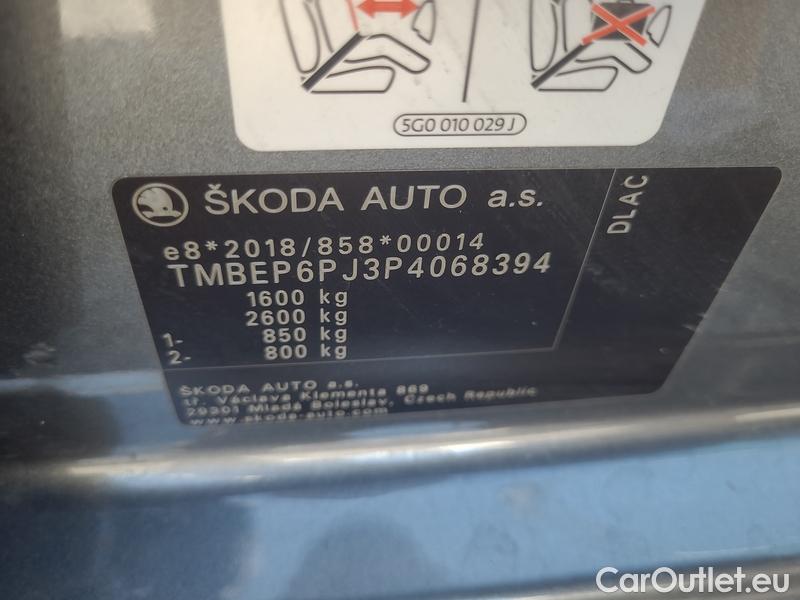 5G0 010 029 J
ŠKODA AUTO a.s.
DLAC
e8*2018/858*00014
TMBEP6PJ3P4068394
1600 kg
2600 kg
1- 850 kg
2- 800 kg
ŠKODA AUTO a.s.
tř. Václava Klementa 869
29301 Mladá Boleslav, Czech Republic
www.skoda-auto.com
CarOutlet.eu